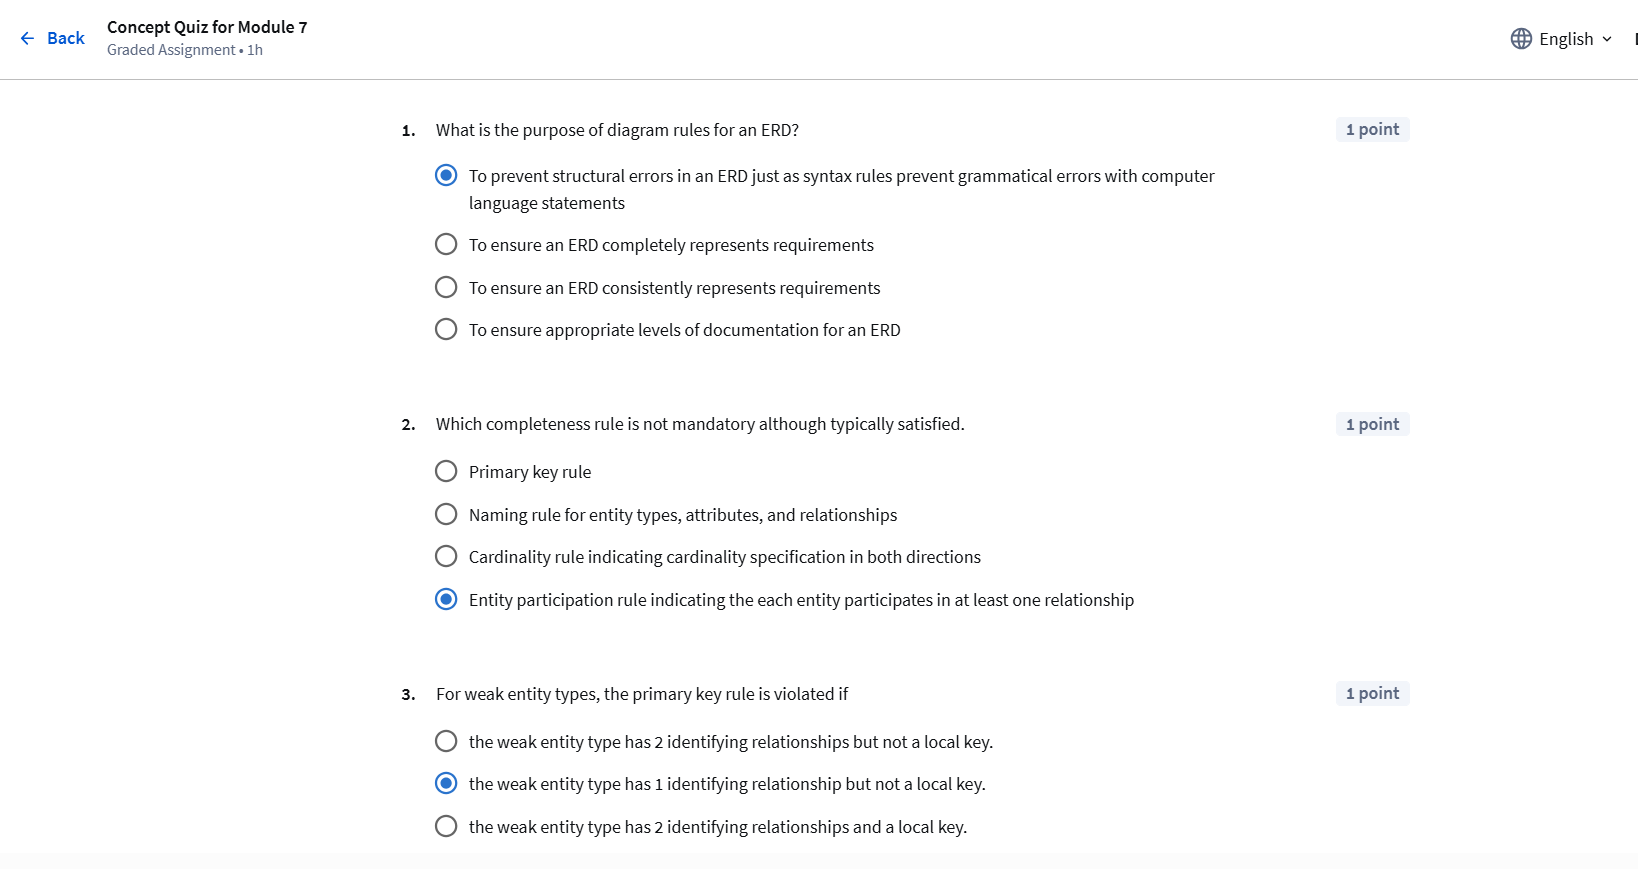 Back
Concept Quiz for Module 7
Graded Assignment • 1h
English
1. What is the purpose of diagram rules for an ERD?
1 point
To prevent structural errors in an ERD just as syntax rules prevent grammatical errors with computer
language statements
To ensure an ERD completely represents requirements
To ensure an ERD consistently represents requirements
To ensure appropriate levels of documentation for an ERD
2. Which completeness rule is not mandatory although typically satisfied.
1 point
Primary key rule
Naming rule for entity types, attributes, and relationships
Cardinality rule indicating cardinality specification in both directions
Entity participation rule indicating the each entity participates in at least one relationship
3. For weak entity types, the primary key rule is violated if
1 point
the weak entity type has 2 identifying relationships but not a local key.
the weak entity type has 1 identifying relationship but not a local key.
the weak entity type has 2 identifying relationships and a local key.